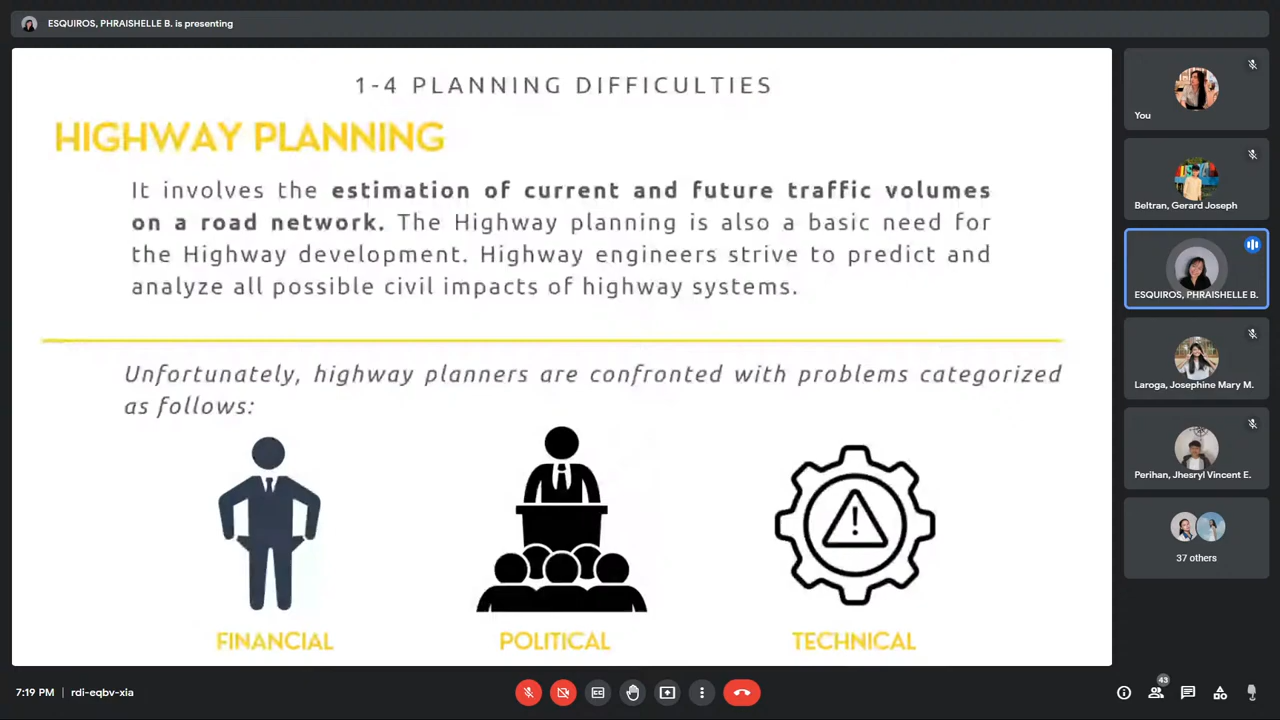 ESQUIROS, PHRAISHELLE B. is presenting
1-4 PLANNING DIFFICULTIES
HIGHWAY PLANNING
It involves the estimation of current and future traffic volumes
on a road network. The Highway planning is also a basic need for
the Highway development. Highway engineers strive to predict and
analyze all possible civil impacts of highway systems.
Unfortunately, highway planners are confronted with problems categorized
as follows:
FINANCIAL
POLITICAL
TECHNICAL
You
Beltran, Gerard Joseph
ESQUIROS, PHRAISHELLE B.
Laroga, Josephine Mary M.
Perihan, Jhesryl Vincent E.
37 others
7:19 PM | rdi-eqbv-xia
43